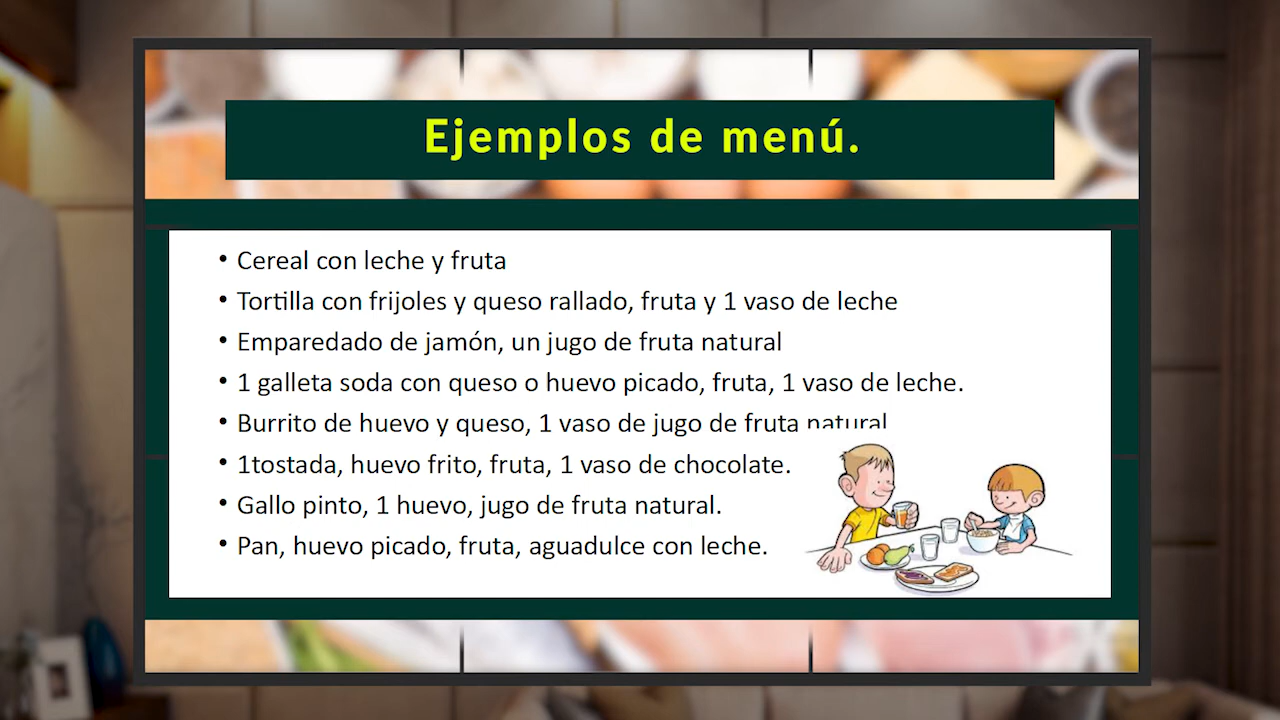 Ejemplos de menú.
• Cereal con leche y fruta
• Tortilla con frijoles y queso rallado, fruta y 1 vaso de leche
• Emparedado de jamón, un jugo de fruta natural
• 1 galleta soda con queso o huevo picado, fruta, 1 vaso de leche.
• Burrito de huevo y queso, 1 vaso de jugo de fruta natural
• 1tostada, huevo frito, fruta, 1 vaso de chocolate.
• Gallo pinto, 1 huevo, jugo de fruta natural.
• Pan, huevo picado, fruta, aguadulce con leche.